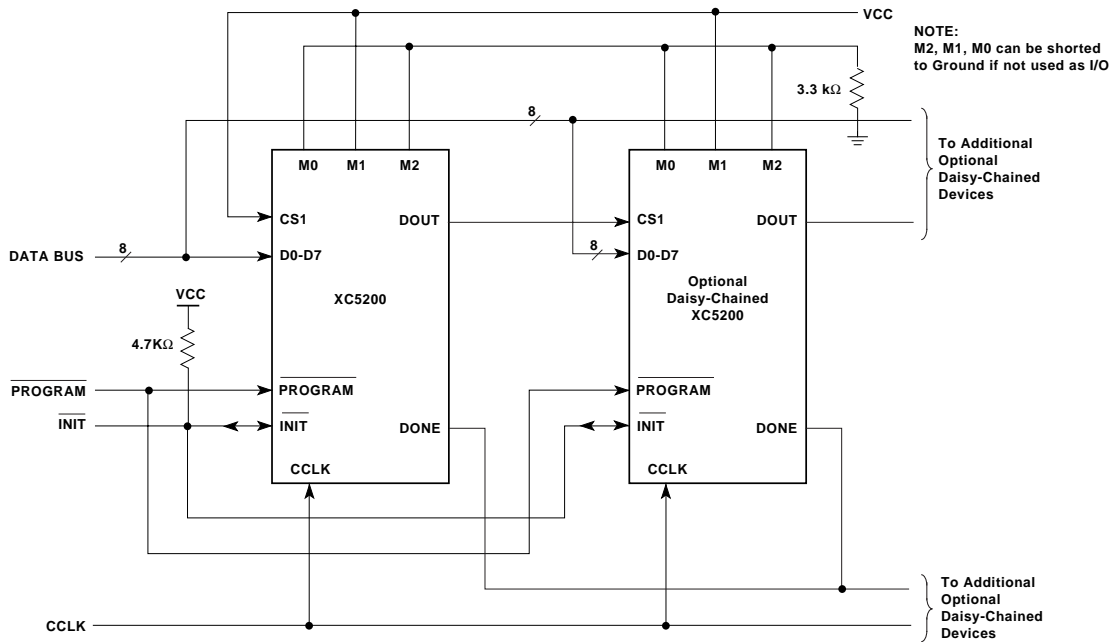 VCC
NOTE:
M2, M1, M0 can be shorted
to Ground if not used as I/O
3.3 kΩ
8
M0 M1 M2
M0 M1 M2
To Additional
Optional
Daisy-Chained
Devices
CS1
DOUT
CS1
DOUT
DATA BUS
8
D0-D7
8
D0-D7
VCC
XC5200
Optional
Daisy-Chained
XC5200
4.7KΩ
PROGRAM
PROGRAM
PROGRAM
INIT
INIT
DONE
INIT
DONE
CCLK
CCLK
To Additional
Optional
Daisy-Chained
Devices
CCLK